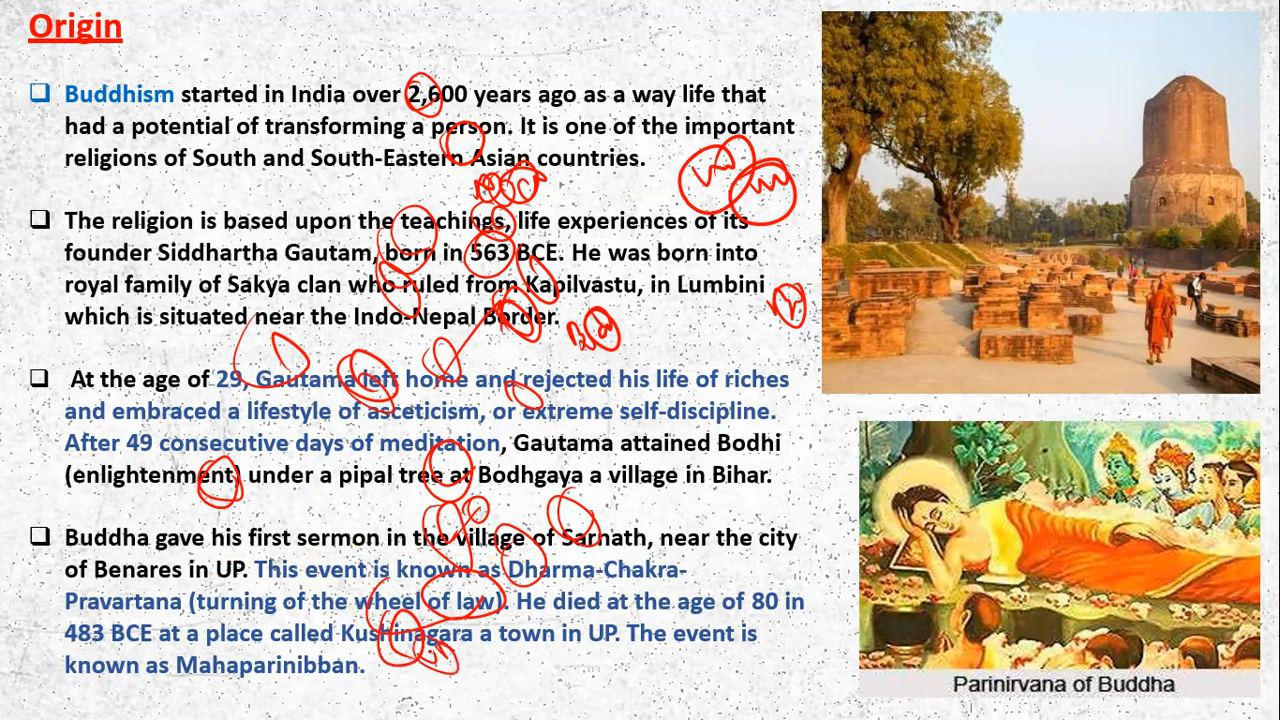 Origin
Buddhism started in India over 2,600 years ago as a way life that
had a potential of transforming a person. It is one of the important
religions of South and South-Eastern Asian countries.
The religion is based upon the teachings, life experiences of its
founder Siddhartha Gautam, born in 563 BCE. He was born into
royal family of Sakya clan who ruled from Kapilvastu, in Lumbini
which is situated near the Indo-Nepal Border.
At the age of 29, Gautama left home and rejected his life of riches
and embraced a lifestyle of asceticism, or extreme self-discipline.
After 49 consecutive days of meditation, Gautama attained Bodhi
(enlightenment) under a pipal tree at Bodhgaya a village in Bihar.
Buddha gave his first sermon in the village of Sarnath, near the city
of Benares in UP. This event is known as Dharma-Chakra-
Pravartana (turning of the wheel of law). He died at the age of 80 in
483 BCE at a place called Kushinagara a town in UP. The event is
known as Mahaparinibban.
Parinirvana of Buddha